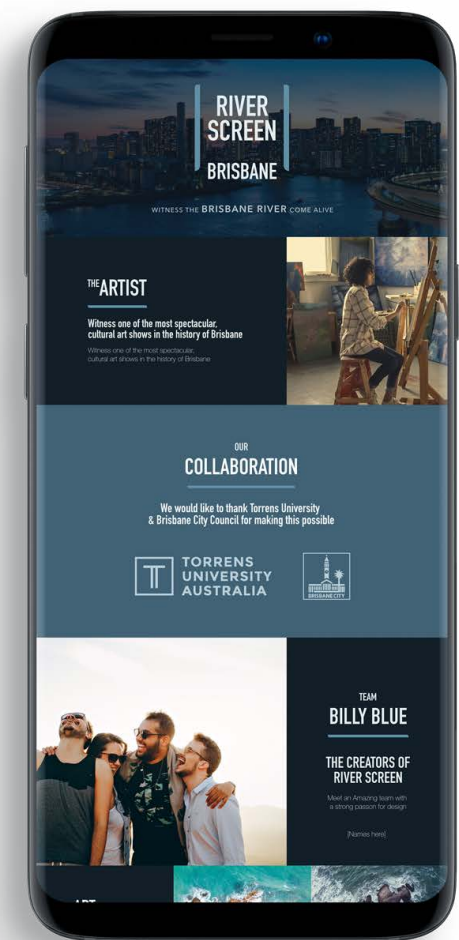 RIVER
SCREEN
BRISBANE
WITNESS THE BRISBANE RIVER COME ALIVE
THE ARTIST
Witness one of the most spectacular,
cultural art shows in the history of Brisbane
Witness one of the most spectacular,
cultural art shows in the history of Brisbane
OUR
COLLABORATION
We would like to thank Torrens University
& Brisbane City Council for making this possible
TORRENS
UNIVERSITY
AUSTRALIA
BRISBANE CITY
TEAM
BILLY BLUE
THE CREATORS OF
RIVER SCREEN
Meet an Amazing team with
a strong passion for design
[Names here]